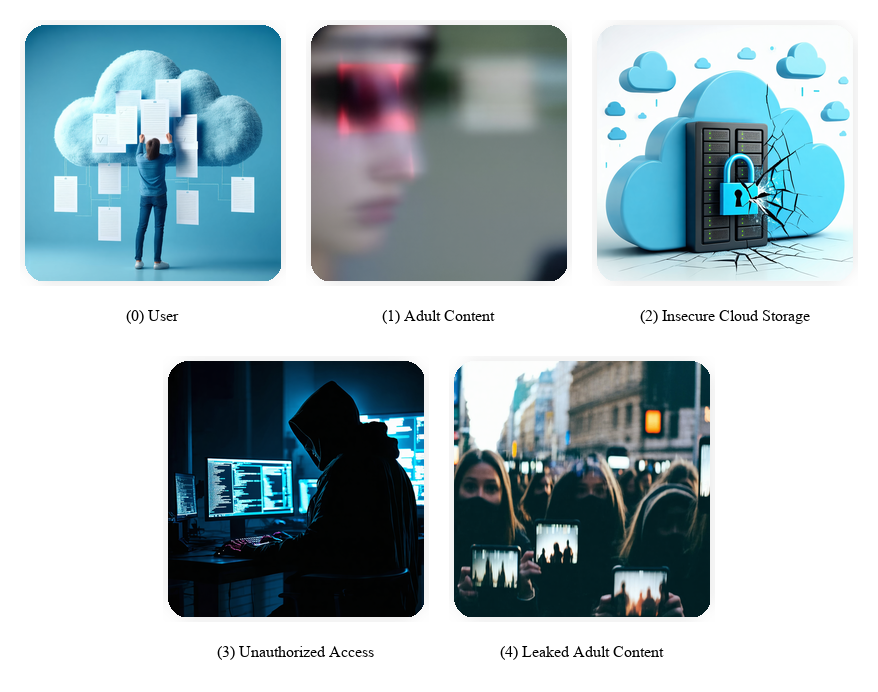 (0) User
(1) Adult Content
(2) Insecure Cloud Storage
(3) Unauthorized Access
(4) Leaked Adult Content